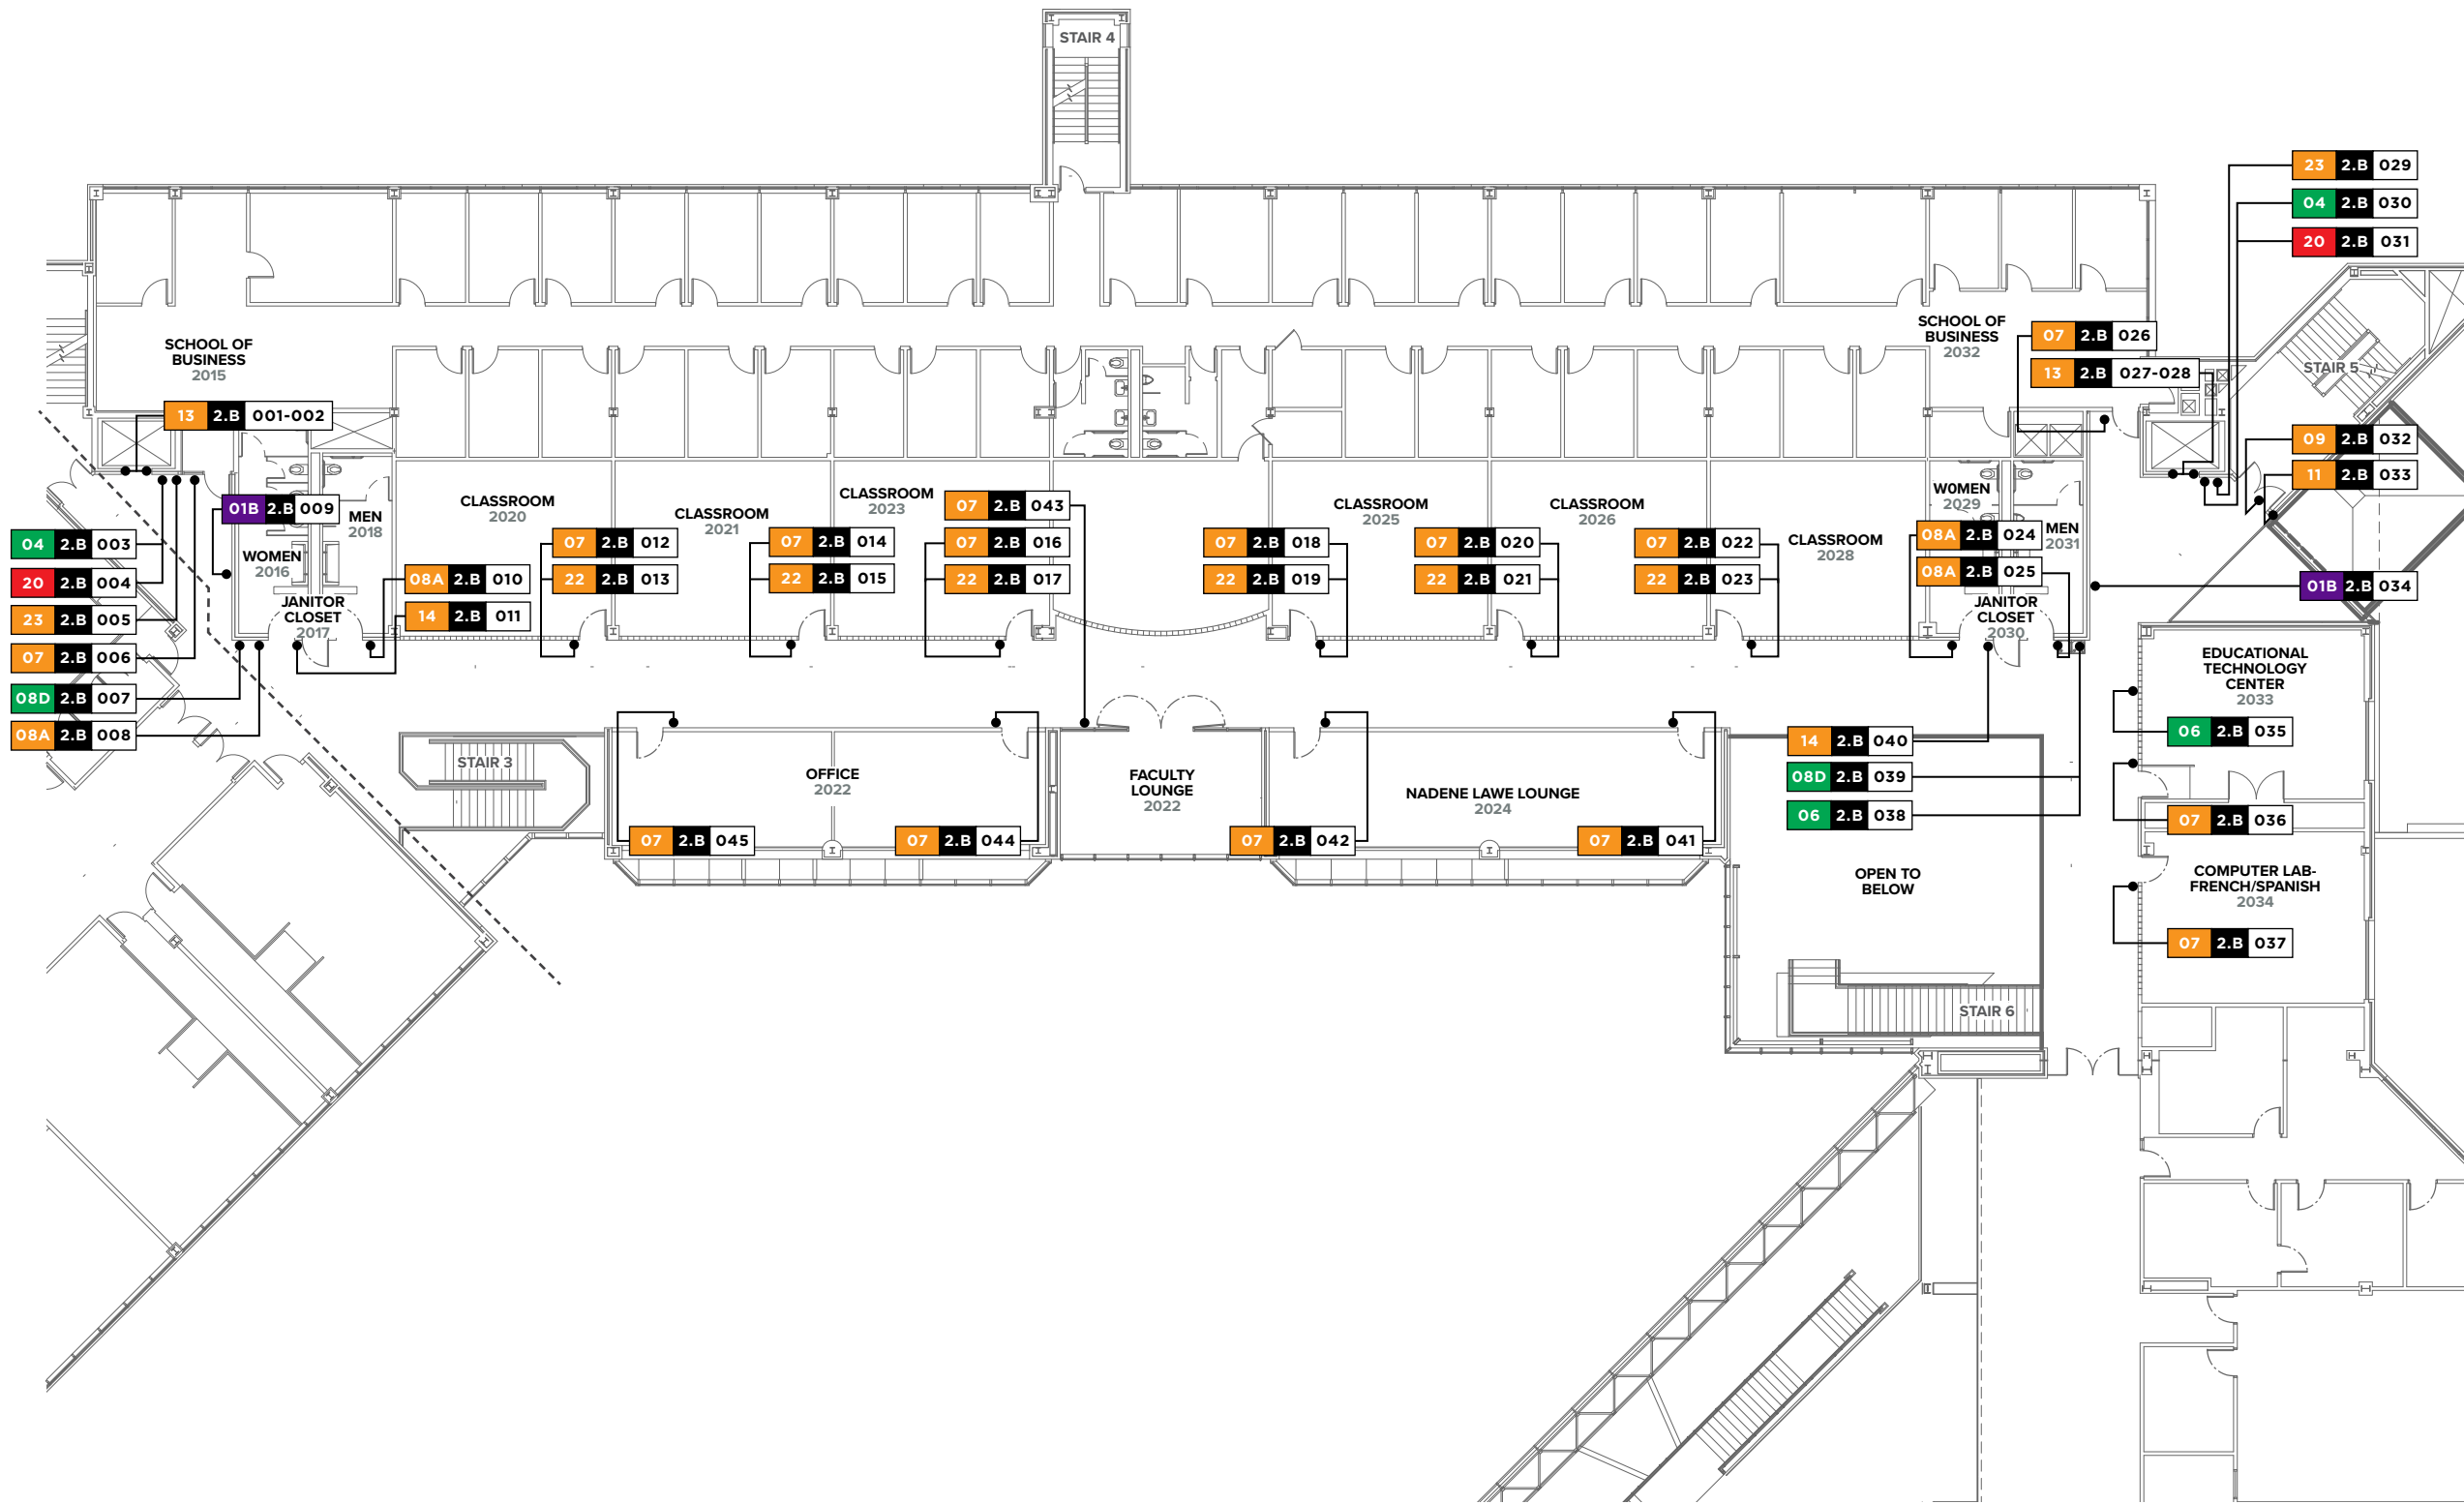 STAIR 4
23 2.B 029
04 2.B 030
20 2.B 031
SCHOOL OF
BUSINESS
2015
SCHOOL OF
BUSINESS
2032
07 2.B 026
13 2.B 027-028
STAIR 5
13 2.B 001-002
09 2.B 032
11 2.B 033
01B 2.B 009
MEN
2018
WOMEN
2016
JANITOR
CLOSET
2017
04 2.B 003
20 2.B 004
23 2.B 005
07 2.B 006
08D 2.B 007
08A 2.B 008
08A 2.B 010
14 2.B 011
CLASSROOM
2020
07 2.B 012
22 2.B 013
CLASSROOM
2021
07 2.B 014
22 2.B 015
CLASSROOM
2023
07 2.B 043
07 2.B 016
22 2.B 017
07 2.B 018
22 2.B 019
CLASSROOM
2025
07 2.B 020
22 2.B 021
CLASSROOM
2026
07 2.B 022
22 2.B 023
CLASSROOM
2028
WOMEN
2029
08A 2.B 024
08A 2.B 025
MEN
2031
JANITOR
CLOSET
2030
01B 2.B 034
EDUCATIONAL
TECHNOLOGY
CENTER
2033
06 2.B 035
07 2.B 036
COMPUTER LAB-
FRENCH/SPANISH
2034
07 2.B 037
STAIR 3
OFFICE
2022
07 2.B 045
07 2.B 044
FACULTY
LOUNGE
2022
NADENE LAWE LOUNGE
2024
07 2.B 042
07 2.B 041
14 2.B 040
08D 2.B 039
06 2.B 038
OPEN TO
BELOW
STAIR 6